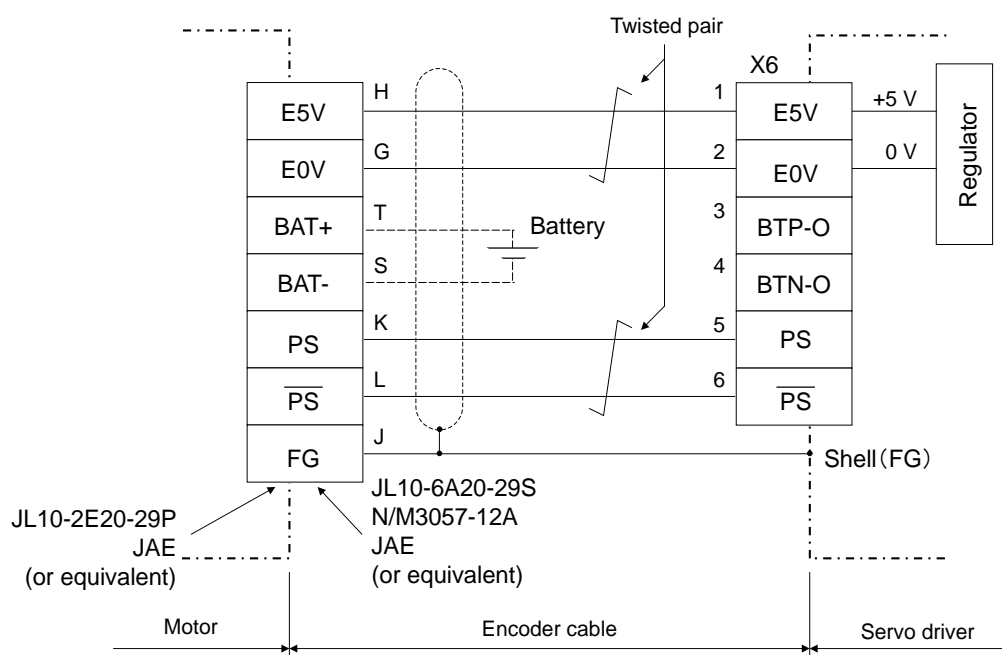 Twisted pair
X6
H
1
E5V
E5V
+5 V
G
2
E0V
E0V
0 V
Regulator
T
3
BAT+
Battery
BTP-O
S
4
BAT-
BTN-O
K
5
PS
PS
L
6
P̅S̅
P̅S̅
J
FG
Shell(FG)
JL10-2E20-29P
JAE
(or equivalent)
JL10-6A20-29S
N/M3057-12A
JAE
(or equivalent)
Motor
Encoder cable
Servo driver